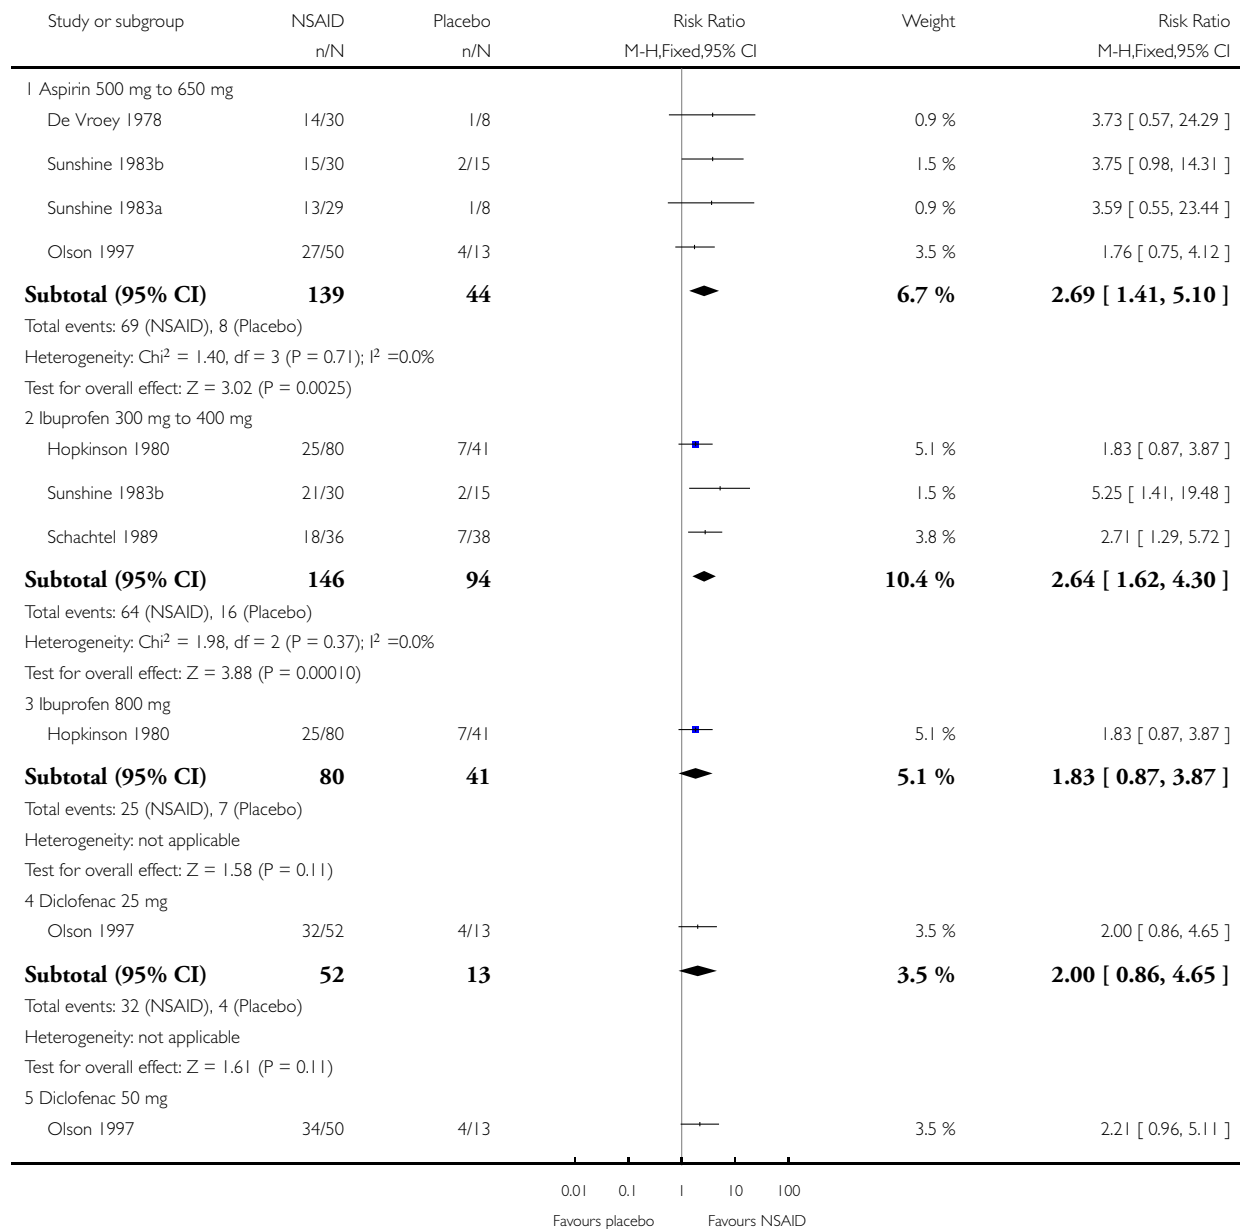 Study or subgroup NSAID Placebo Risk Ratio Weight Risk Ratio
n/N n/N M-H,Fixed,95% CI M-H,Fixed,95% CI
1 Aspirin 500 mg to 650 mg
De Vroey 1978 14/30 1/8 0.9 % 3.73 [ 0.57, 24.29 ]
Sunshine 1983b 15/30 2/15 1.5 % 3.75 [ 0.98, 14.31 ]
Sunshine 1983a 13/29 1/8 0.9 % 3.59 [ 0.55, 23.44 ]
Olson 1997 27/50 4/13 3.5 % 1.76 [ 0.75, 4.12 ]
Subtotal (95% CI) 139 44 6.7 % 2.69 [ 1.41, 5.10 ]
Total events: 69 (NSAID), 8 (Placebo)
Heterogeneity: Chi² = 1.40, df = 3 (P = 0.71); I² =0.0%
Test for overall effect: Z = 3.02 (P = 0.0025)
2 Ibuprofen 300 mg to 400 mg
Hopkinson 1980 25/80 7/41 5.1 % 1.83 [ 0.87, 3.87 ]
Sunshine 1983b 21/30 2/15 1.5 % 5.25 [ 1.41, 19.48 ]
Schachtel 1989 18/36 7/38 3.8 % 2.71 [ 1.29, 5.72 ]
Subtotal (95% CI) 146 94 10.4 % 2.64 [ 1.62, 4.30 ]
Total events: 64 (NSAID), 16 (Placebo)
Heterogeneity: Chi² = 1.98, df = 2 (P = 0.37); I² =0.0%
Test for overall effect: Z = 3.88 (P = 0.00010)
3 Ibuprofen 800 mg
Hopkinson 1980 25/80 7/41 5.1 % 1.83 [ 0.87, 3.87 ]
Subtotal (95% CI) 80 41 5.1 % 1.83 [ 0.87, 3.87 ]
Total events: 25 (NSAID), 7 (Placebo)
Heterogeneity: not applicable
Test for overall effect: Z = 1.58 (P = 0.11)
4 Diclofenac 25 mg
Olson 1997 32/52 4/13 3.5 % 2.00 [ 0.86, 4.65 ]
Subtotal (95% CI) 52 13 3.5 % 2.00 [ 0.86, 4.65 ]
Total events: 32 (NSAID), 4 (Placebo)
Heterogeneity: not applicable
Test for overall effect: Z = 1.61 (P = 0.11)
5 Diclofenac 50 mg
Olson 1997 34/50 4/13 3.5 % 2.21 [ 0.96, 5.11 ]
0.01 0.1 1 10 100
Favours placebo Favours NSAID